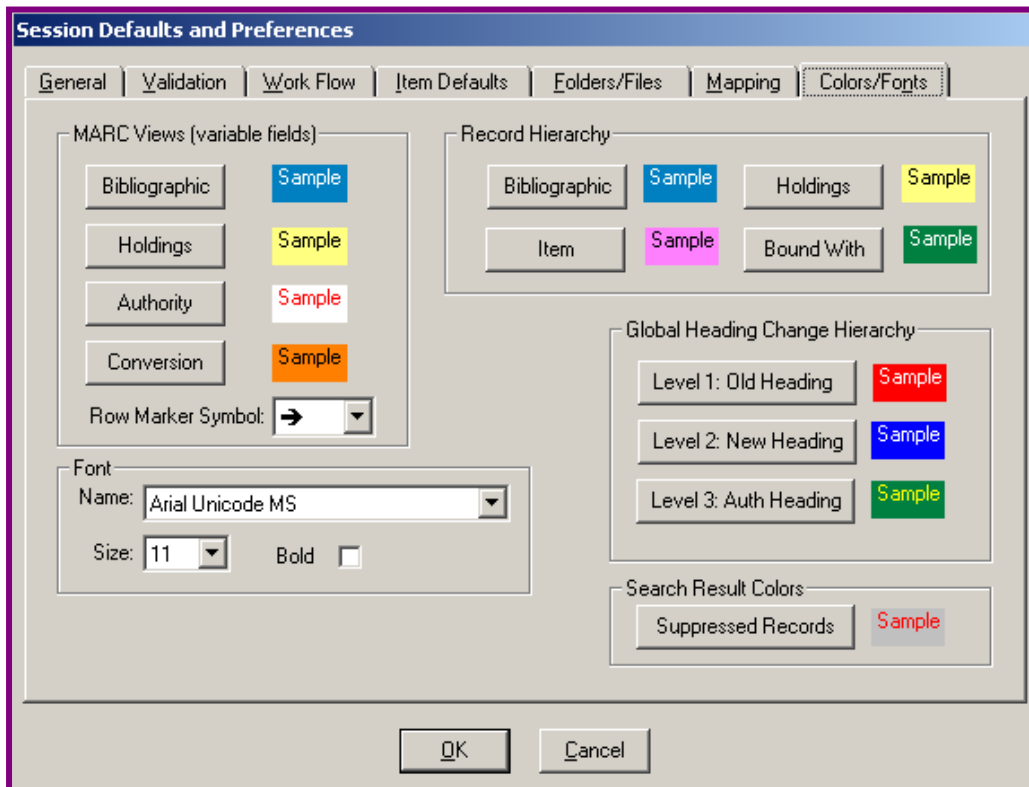 Session Defaults and Preferences
General Validation Work Flow Item Defaults Folders/Files Mapping Colors/Fonts
MARC Views (variable fields)
Bibliographic Sample
Holdings Sample
Authority Sample
Conversion Sample
Row Marker Symbol: ➔
Record Hierarchy
Bibliographic Sample Holdings Sample
Item Sample Bound With Sample
Global Heading Change Hierarchy
Level 1: Old Heading Sample
Level 2: New Heading Sample
Level 3: Auth Heading Sample
Font
Name: Arial Unicode MS
Size: 11 Bold
Search Result Colors
Suppressed Records Sample
OK Cancel